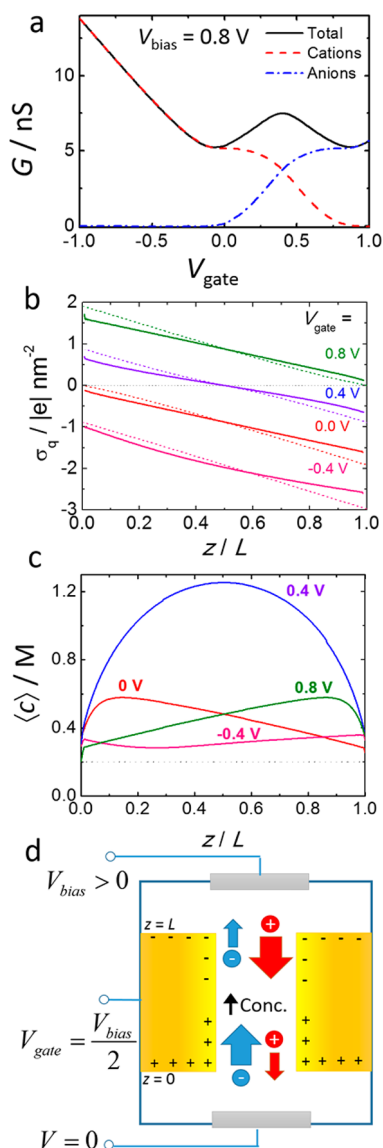 a
V_bias = 0.8 V
Total
Cations
Anions
G / nS
10
5
0
-1.0 -0.5 0.0 0.5 1.0
V_gate
b
V_gate =
0.8 V
0.4 V
0.0 V
-0.4 V
σ_q / |e| nm^-2
2
1
0
-1
-2
-3
0.0 0.2 0.4 0.6 0.8 1.0
z / L
c
0.4 V
0 V
0.8 V
-0.4 V
⟨c⟩ / M
1.2
0.8
0.4
0.0
0.0 0.2 0.4 0.6 0.8 1.0
z / L
d
V_bias > 0
z = L
- - - - - - - -
+
-
↑ Conc.
V_gate = V_bias / 2
+
-
z = 0
+ + + + + + + +
V = 0